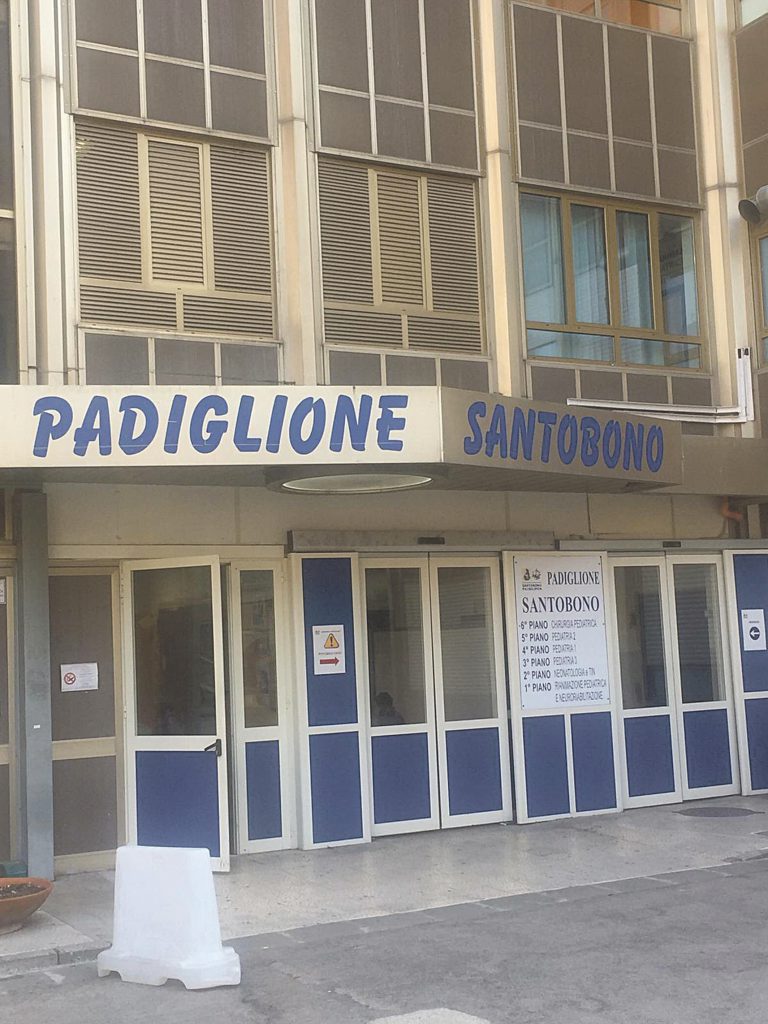 PADIGLIONE SANTOBONO
PADIGLIONE
SANTOBONO
6° PIANO CHIRURGIA PEDIATRICA
5° PIANO PEDIATRIA 2
4° PIANO PEDIATRIA 1
3° PIANO PEDIATRIA 3
2° PIANO NEONATOLOGIA e TIN
1° PIANO RIANIMAZIONE PEDIATRICA
E NEURORIABILITAZIONE